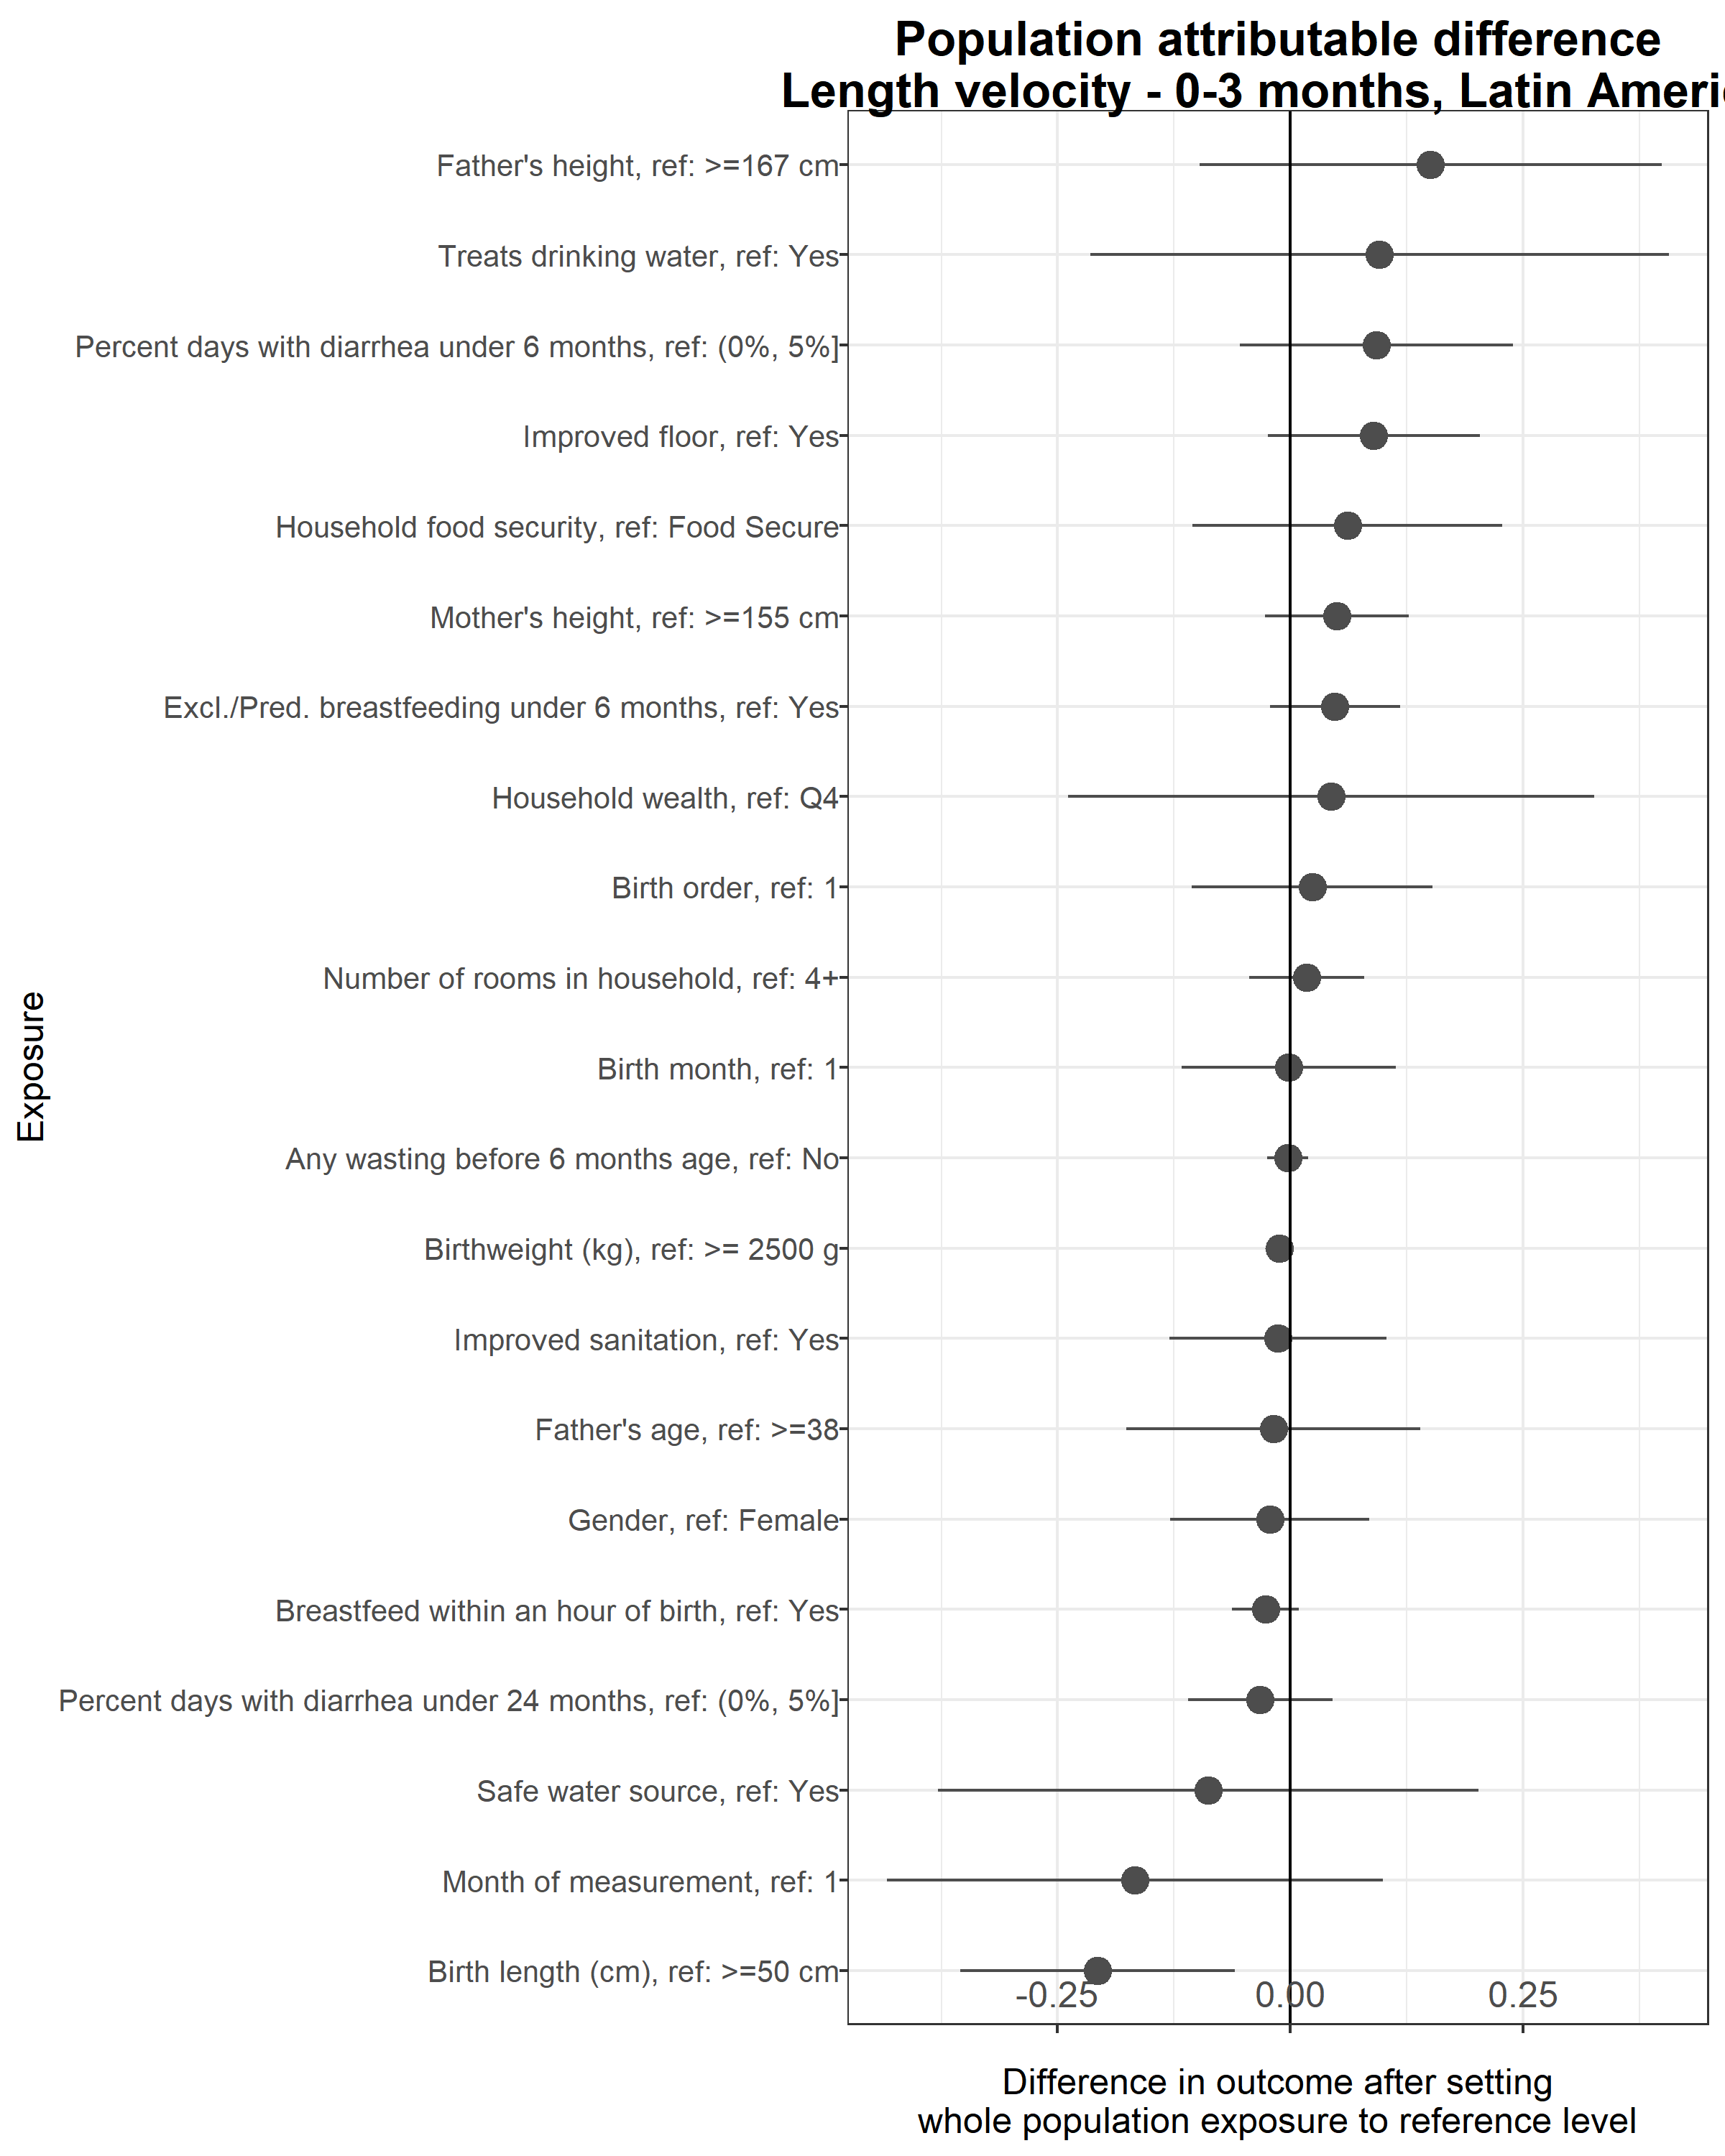 Population attributable difference
Length velocity - 0-3 months, Latin Ameri
Father's height, ref: >=167 cm
Treats drinking water, ref: Yes
Percent days with diarrhea under 6 months, ref: (0%, 5%]
Improved floor, ref: Yes
Household food security, ref: Food Secure
Mother's height, ref: >=155 cm
Excl./Pred. breastfeeding under 6 months, ref: Yes
Household wealth, ref: Q4
Birth order, ref: 1
Number of rooms in household, ref: 4+
Birth month, ref: 1
Any wasting before 6 months age, ref: No
Birthweight (kg), ref: >= 2500 g
Improved sanitation, ref: Yes
Father's age, ref: >=38
Gender, ref: Female
Breastfeed within an hour of birth, ref: Yes
Percent days with diarrhea under 24 months, ref: (0%, 5%]
Safe water source, ref: Yes
Month of measurement, ref: 1
Birth length (cm), ref: >=50 cm
Exposure
-0.25 0.00 0.25
Difference in outcome after setting
whole population exposure to reference level